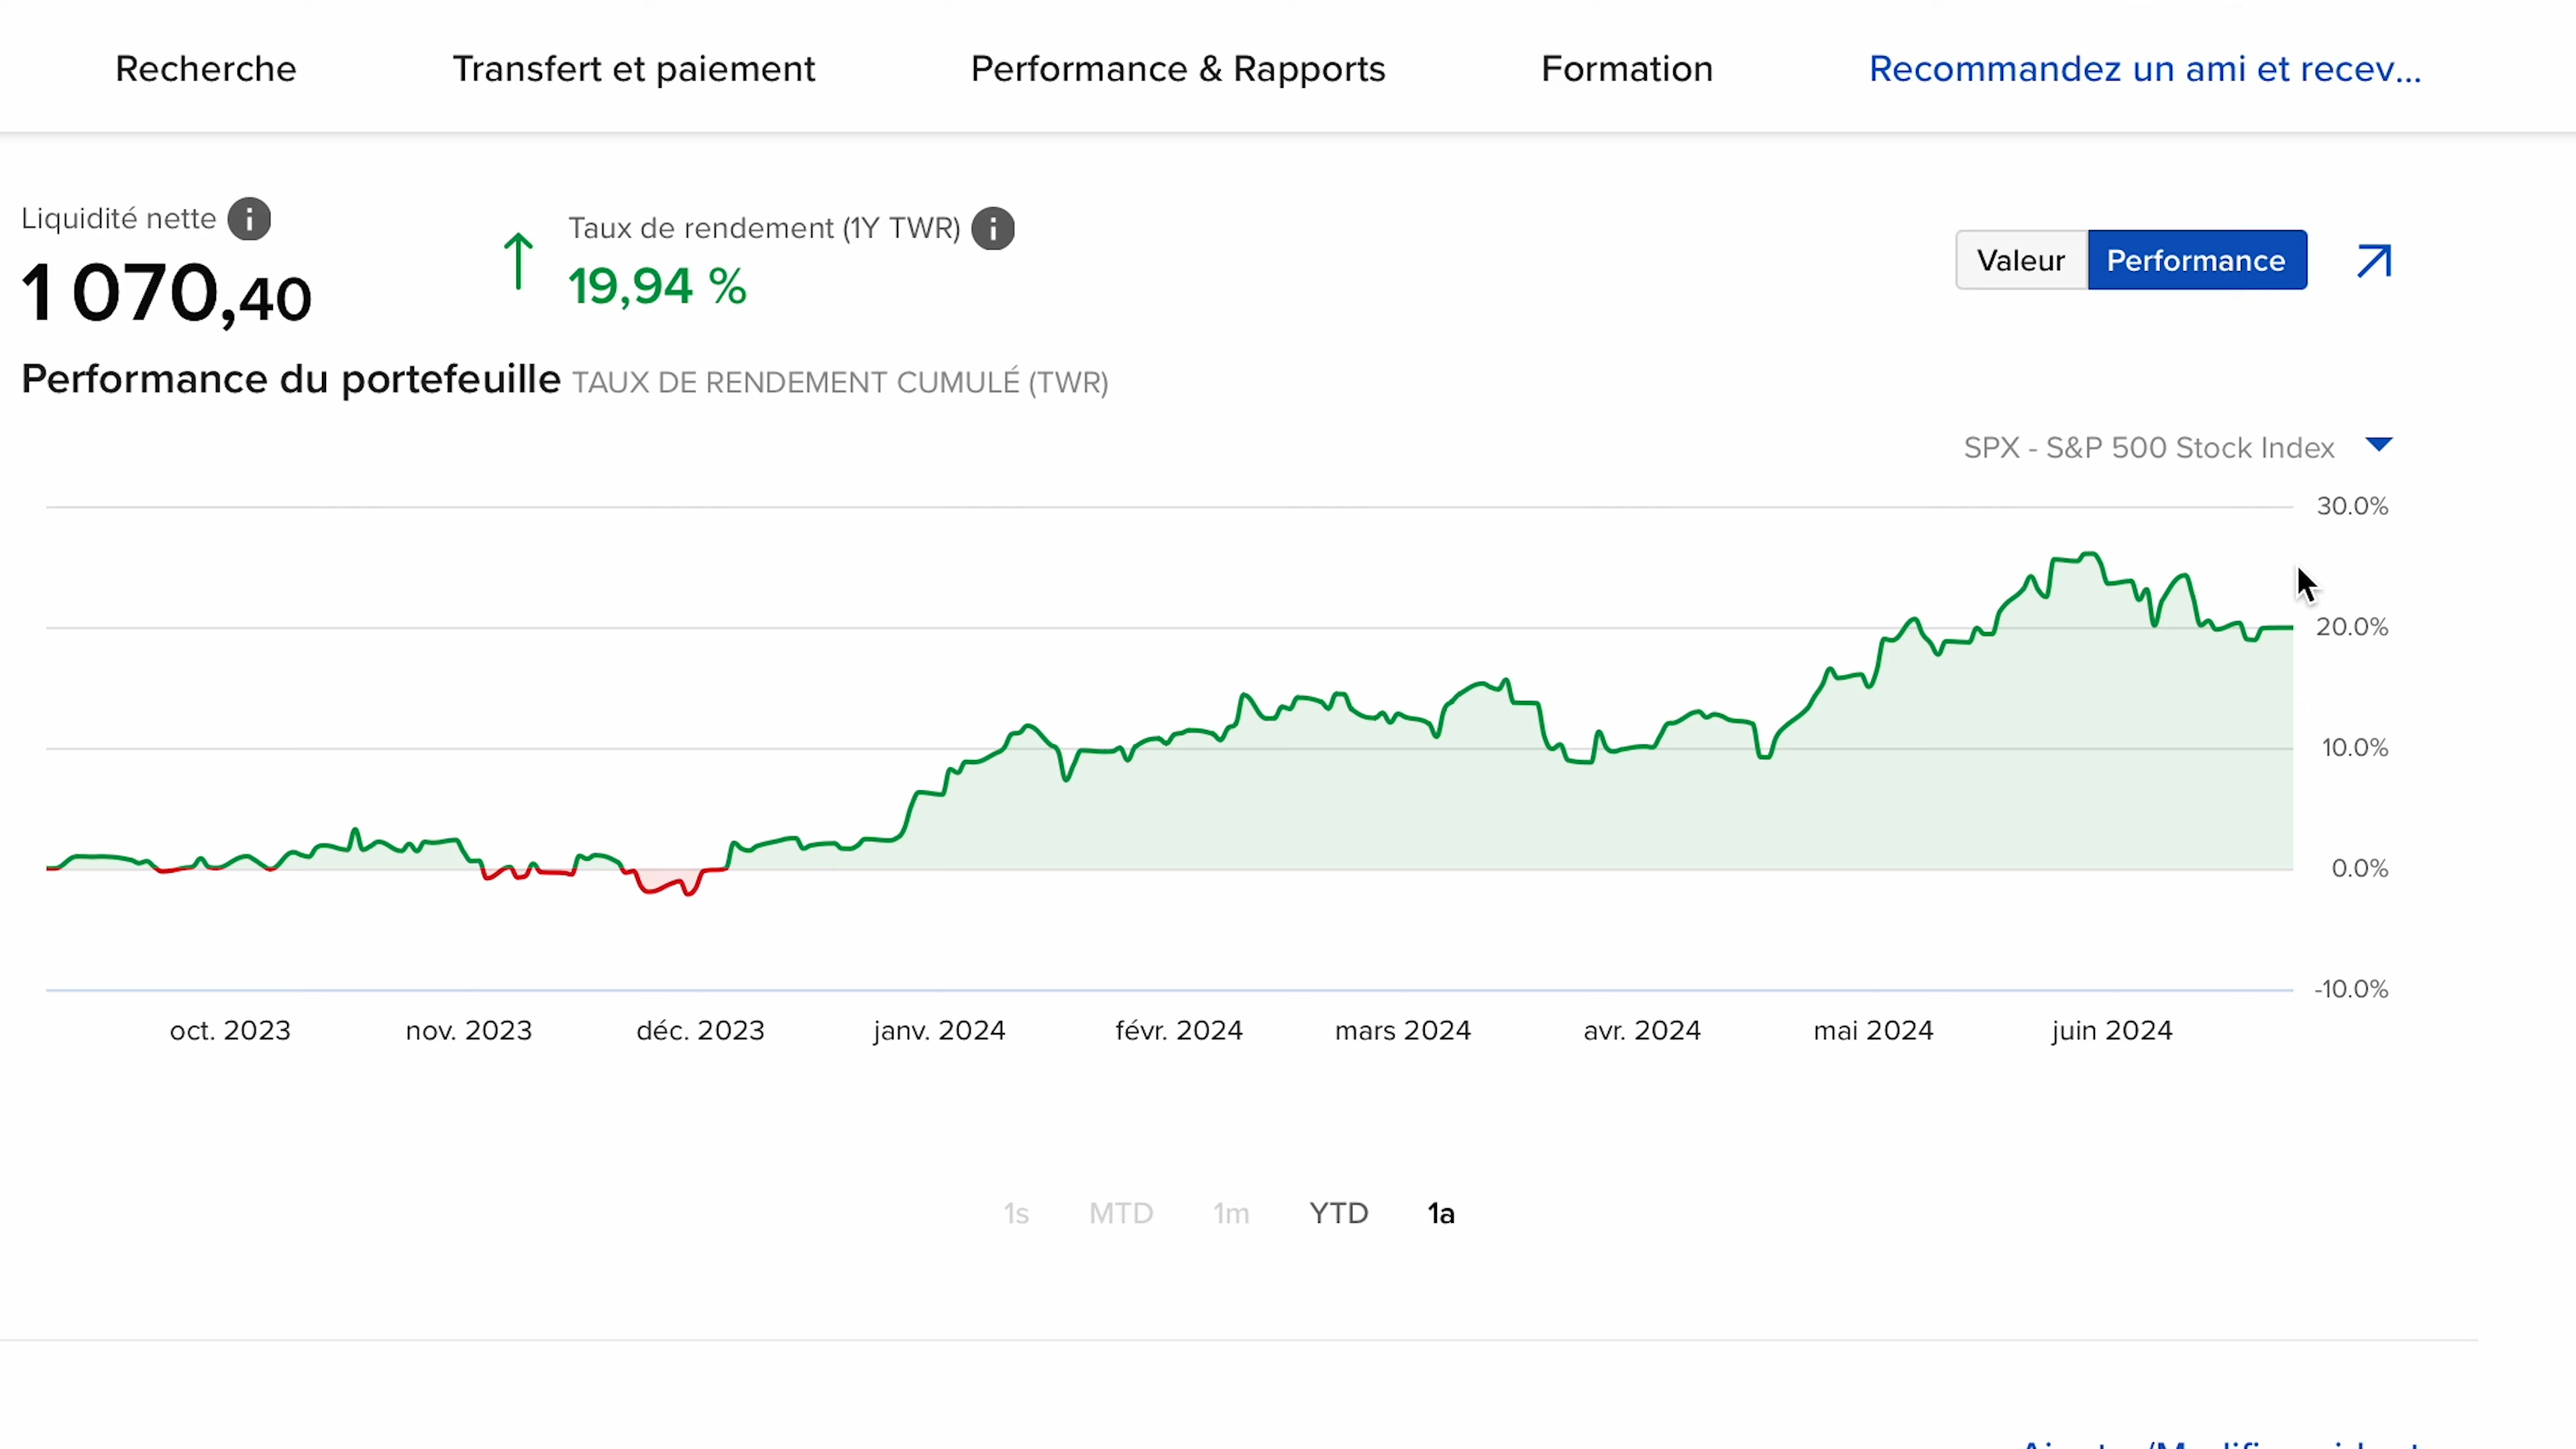 Recherche Transfert et paiement Performance & Rapports Formation Recommandez un ami et recev...
Liquidité nette i
1 070,40
Taux de rendement (1Y TWR) i
19,94 %
Valeur Performance
Performance du portefeuille TAUX DE RENDEMENT CUMULÉ (TWR)
SPX - S&P 500 Stock Index
30.0%
20.0%
10.0%
0.0%
-10.0%
oct. 2023 nov. 2023 déc. 2023 janv. 2024 févr. 2024 mars 2024 avr. 2024 mai 2024 juin 2024
1s MTD 1m YTD 1a